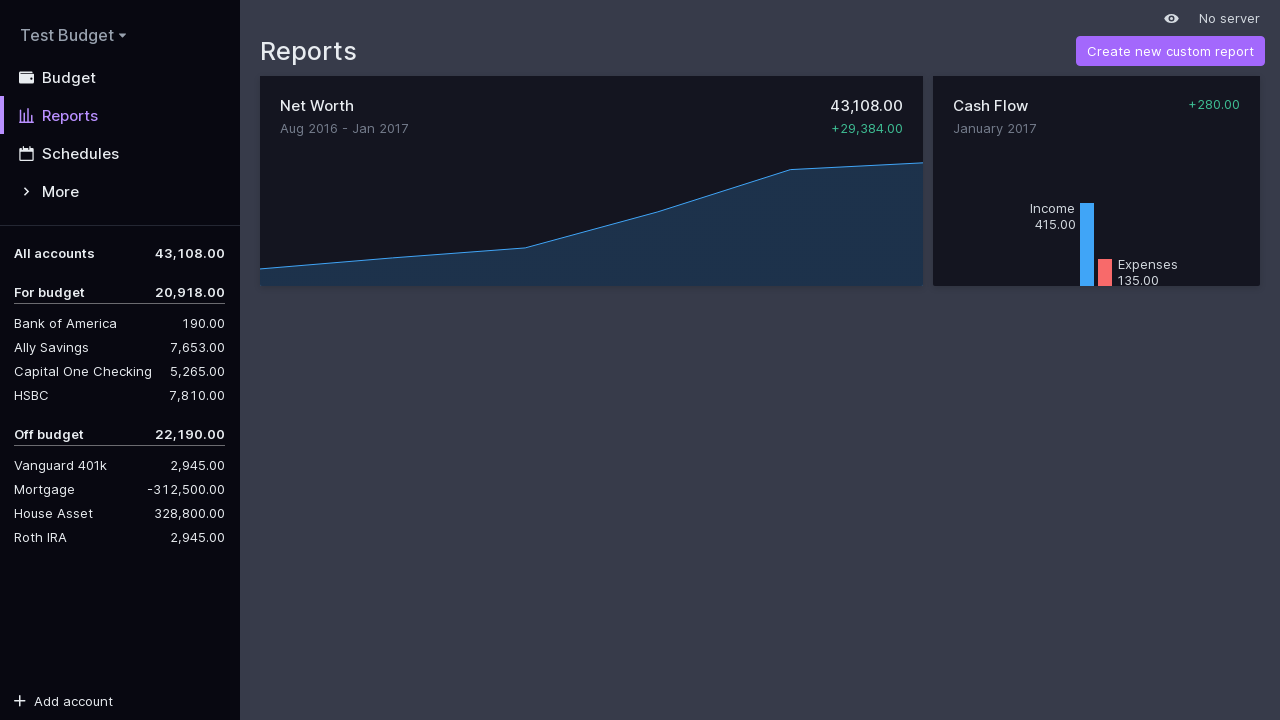 Test Budget
Budget
Reports
Schedules
More
All accounts 43,108.00
For budget 20,918.00
Bank of America 190.00
Ally Savings 7,653.00
Capital One Checking 5,265.00
HSBC 7,810.00
Off budget 22,190.00
Vanguard 401k 2,945.00
Mortgage -312,500.00
House Asset 328,800.00
Roth IRA 2,945.00
Add account
No server
Reports
Create new custom report
Net Worth 43,108.00
Aug 2016 - Jan 2017 +29,384.00
Cash Flow +280.00
January 2017
Income
415.00
Expenses
135.00